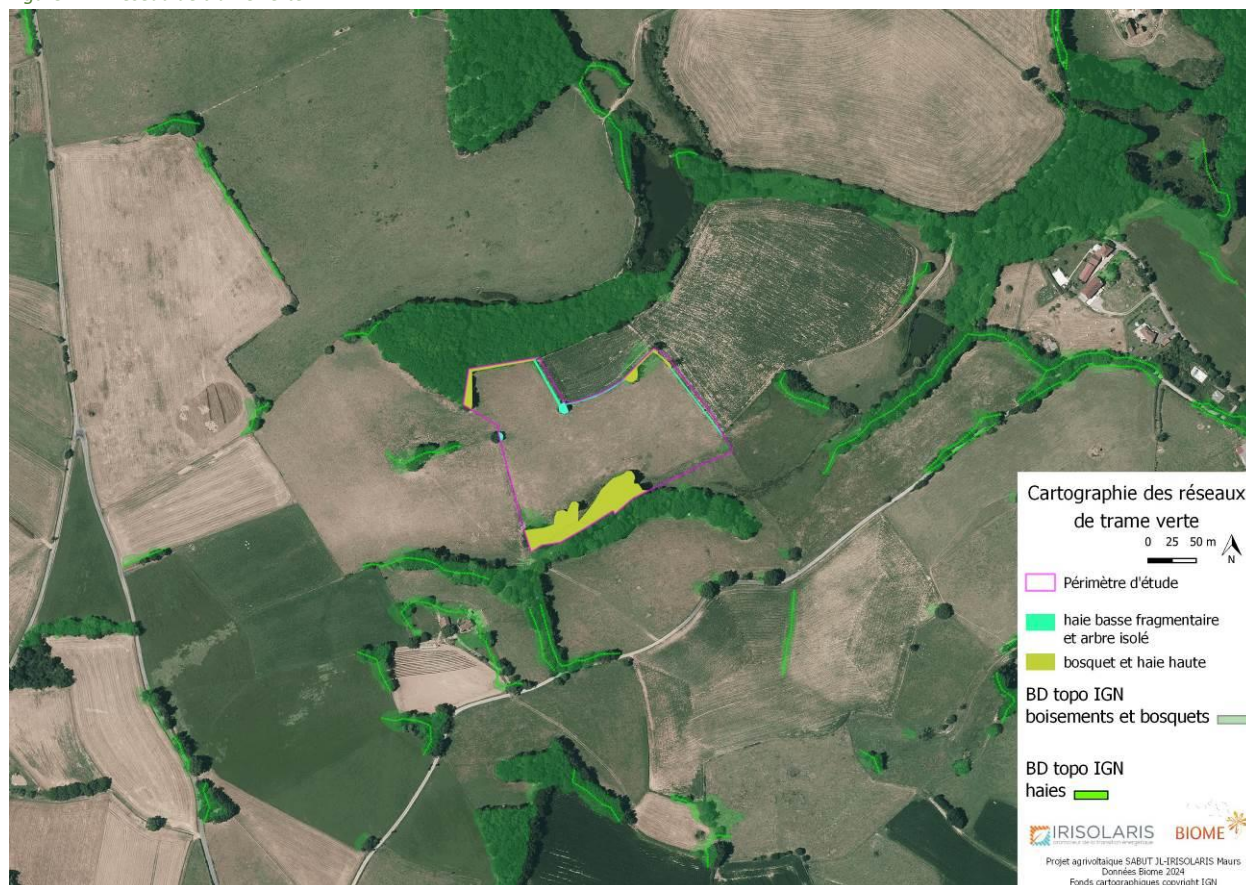 Cartographie des réseaux
de trame verte
0 25 50 m
N
Périmètre d'étude
haie basse fragmentaire
et arbre isolé
bosquet et haie haute
BD topo IGN
boisements et bosquets
BD topo IGN
haies
IRISOLARIS
BIOME
Projet agrivoltaïque SABUT JL-IRISOLARIS Maurs
Données Biome 2024
Fonds cartographiques copyright IGN